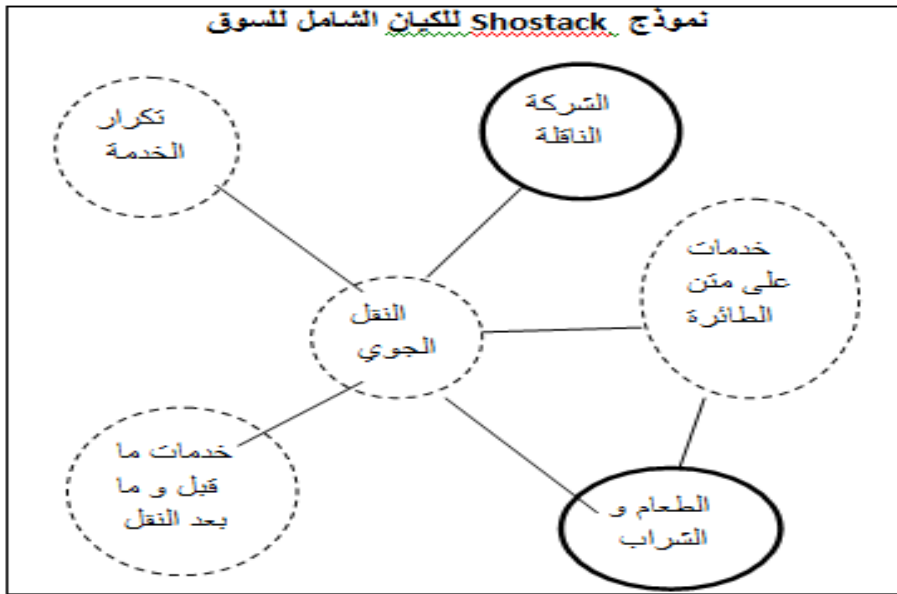 نموذج Shostack للكيان الشامل للسوق
الشركة
الناقلة
تكرار
الخدمة
خدمات
على متن
الطائرة
النقل
الجوي
خدمات ما
قبل و ما
بعد النقل
الطعام و
الشراب